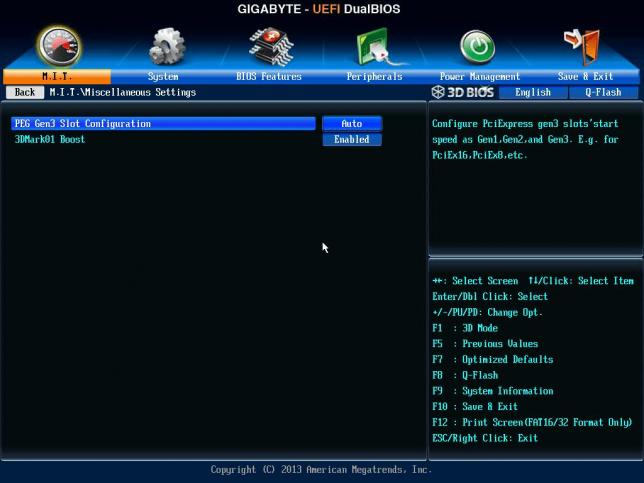 GIGABYTE - UEFI DualBIOS
M.I.T. System BIOS Features Peripherals Power Management Save & Exit
Back M.I.T.\Miscellaneous Settings 3D BIOS English Q-Flash
PEG Gen3 Slot Configuration Auto
3DMark01 Boost Enabled
Configure PciExpress gen3 slots'start
speed as Gen1,Gen2,and Gen3. E.g. for
PciEx16,PciEx8,etc.
→←: Select Screen ↑↓/Click: Select Item
Enter/Dbl Click: Select
+/-/PU/PD: Change Opt.
F1 : 3D Mode
F5 : Previous Values
F7 : Optimized Defaults
F8 : Q-Flash
F9 : System Information
F10 : Save & Exit
F12 : Print Screen(FAT16/32 Format Only)
ESC/Right Click: Exit
Copyright (C) 2013 American Megatrends, Inc.